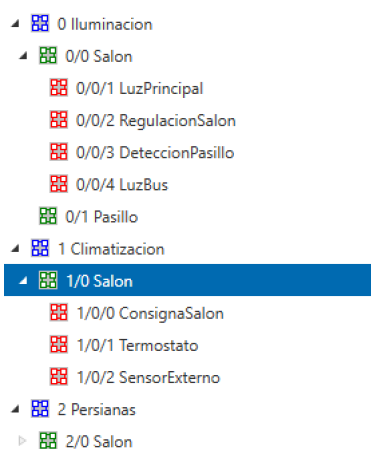 0 Iluminacion
0/0 Salon
0/0/1 LuzPrincipal
0/0/2 RegulacionSalon
0/0/3 DeteccionPasillo
0/0/4 LuzBus
0/1 Pasillo
1 Climatizacion
1/0 Salon
1/0/0 ConsignaSalon
1/0/1 Termostato
1/0/2 SensorExterno
2 Persianas
2/0 Salon